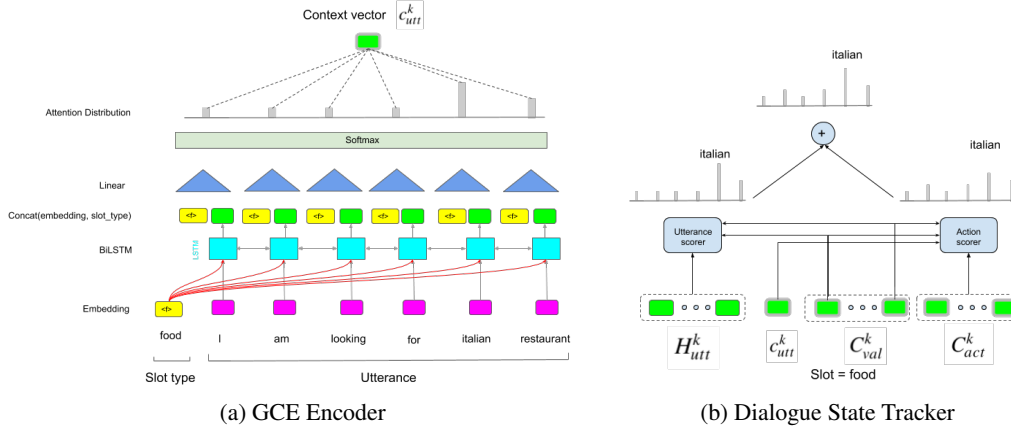 Context vector c^k_utt
Attention Distribution
Softmax
Linear
Concat(embedding, slot_type)
<f> <f> <f> <f> <f> <f>
BiLSTM
LSTM
Embedding
<f>
food I am looking for italian restaurant
Slot type Utterance
(a) GCE Encoder
italian
+
italian
italian
Utterance scorer
Action scorer
H^k_utt c^k_utt C^k_val C^k_act
Slot = food
(b) Dialogue State Tracker